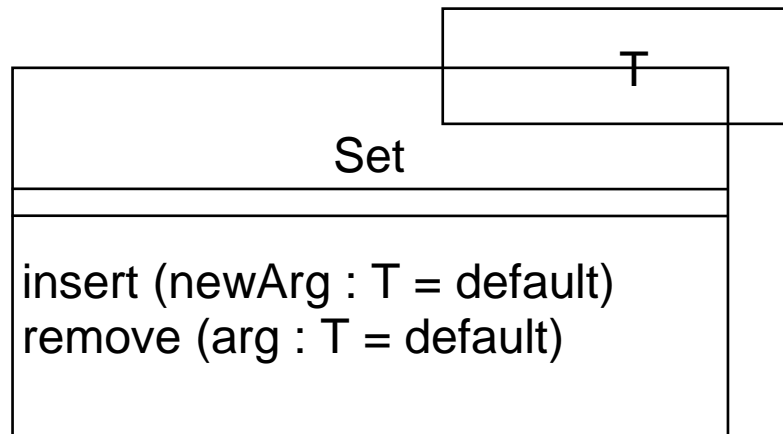 T
Set
insert (newArg : T = default)
remove (arg : T = default)